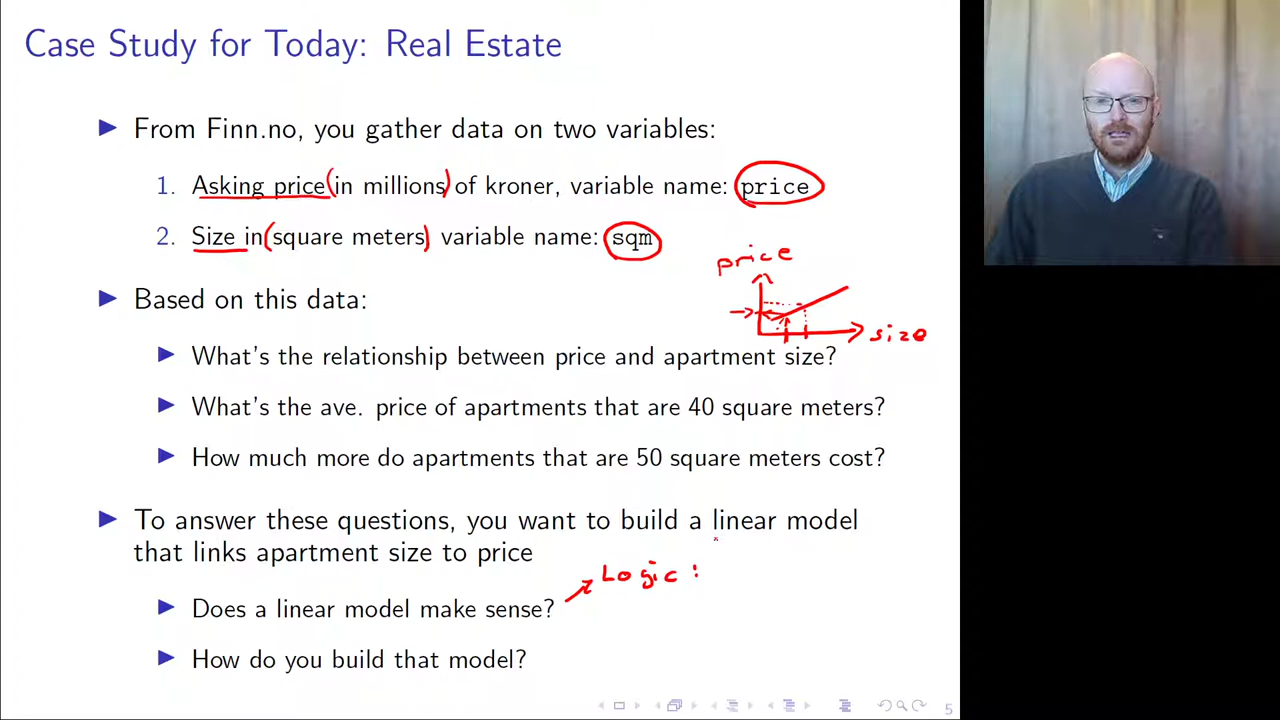 Case Study for Today: Real Estate
From Finn.no, you gather data on two variables:
1. Asking price (in millions) of kroner, variable name: price
2. Size in (square meters) variable name: sqm
price
size
Based on this data:
What's the relationship between price and apartment size?
What's the ave. price of apartments that are 40 square meters?
How much more do apartments that are 50 square meters cost?
To answer these questions, you want to build a linear model
that links apartment size to price
Logic :
Does a linear model make sense?
How do you build that model?
5